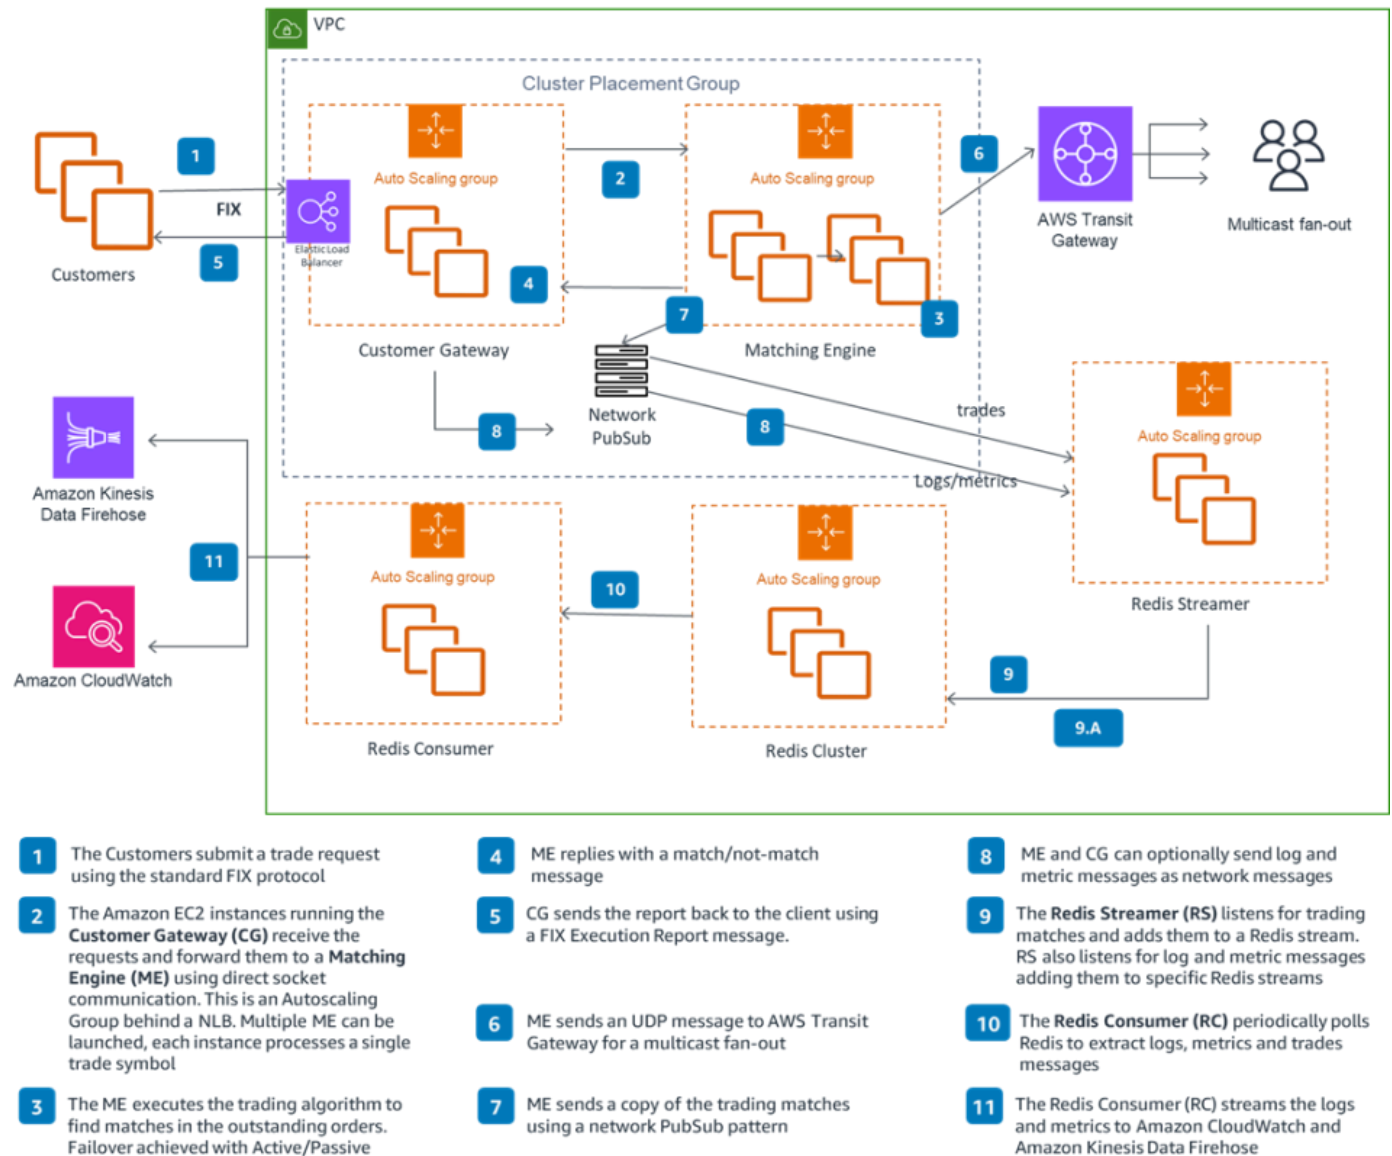 VPC
Cluster Placement Group
1
FIX
5
Customers
Elastic Load
Balancer
Auto Scaling group
4
Customer Gateway
2
Auto Scaling group
3
Matching Engine
6
AWS Transit
Gateway
Multicast fan-out
7
Network
PubSub
8
8
trades
Logs/metrics
Auto Scaling group
Redis Streamer
Amazon Kinesis
Data Firehose
11
Amazon CloudWatch
Auto Scaling group
Redis Consumer
10
Auto Scaling group
Redis Cluster
9
9.A
1
The Customers submit a trade request
using the standard FIX protocol
2
The Amazon EC2 instances running the
Customer Gateway (CG) receive the
requests and forward them to a Matching
Engine (ME) using direct socket
communication. This is an Autoscaling
Group behind a NLB. Multiple ME can be
launched, each instance processes a single
trade symbol
3
The ME executes the trading algorithm to
find matches in the outstanding orders.
Failover achieved with Active/Passive
4
ME replies with a match/not-match
message
5
CG sends the report back to the client using
a FIX Execution Report message.
6
ME sends an UDP message to AWS Transit
Gateway for a multicast fan-out
7
ME sends a copy of the trading matches
using a network PubSub pattern
8
ME and CG can optionally send log and
metric messages as network messages
9
The Redis Streamer (RS) listens for trading
matches and adds them to a Redis stream.
RS also listens for log and metric messages
adding them to specific Redis streams
10
The Redis Consumer (RC) periodically polls
Redis to extract logs, metrics and trades
messages
11
The Redis Consumer (RC) streams the logs
and metrics to Amazon CloudWatch and
Amazon Kinesis Data Firehose